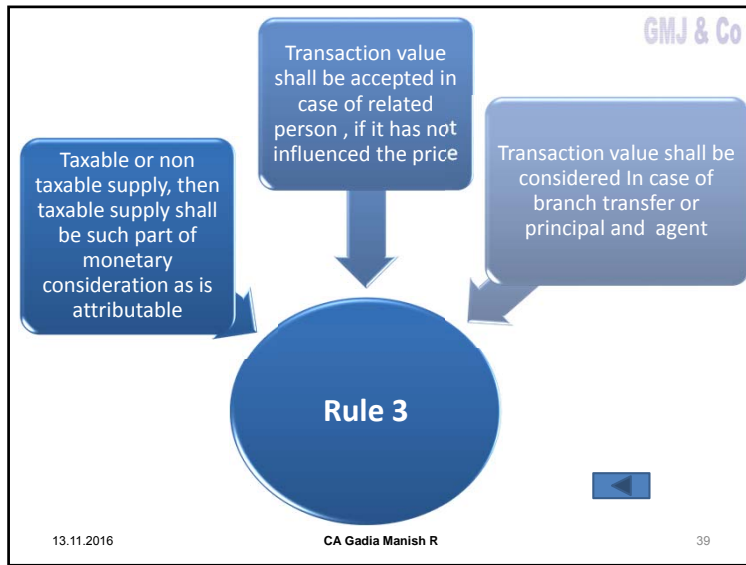 GMJ & Co
Taxable or non
taxable supply, then
taxable supply shall
be such part of
monetary
consideration as is
attributable
Transaction value
shall be accepted in
case of related
person , if it has not
influenced the price
Transaction value shall be
considered In case of
branch transfer or
principal and agent
Rule 3
13.11.2016
CA Gadia Manish R
39